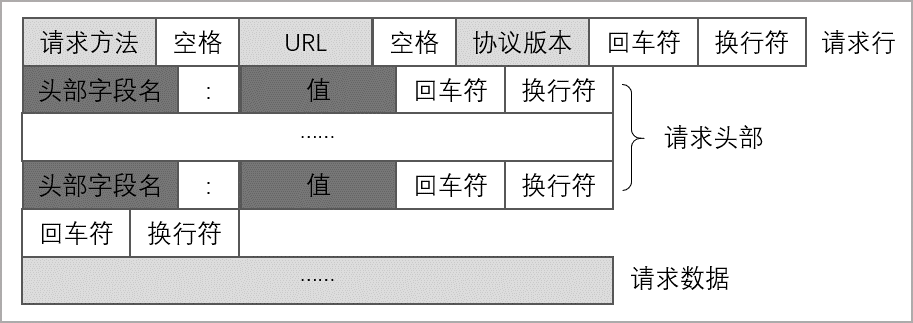 请求方法 空格 URL 空格 协议版本 回车符 换行符 请求行
头部字段名 : 值 回车符 换行符
……
请求头部
头部字段名 : 值 回车符 换行符
回车符 换行符
…… 请求数据